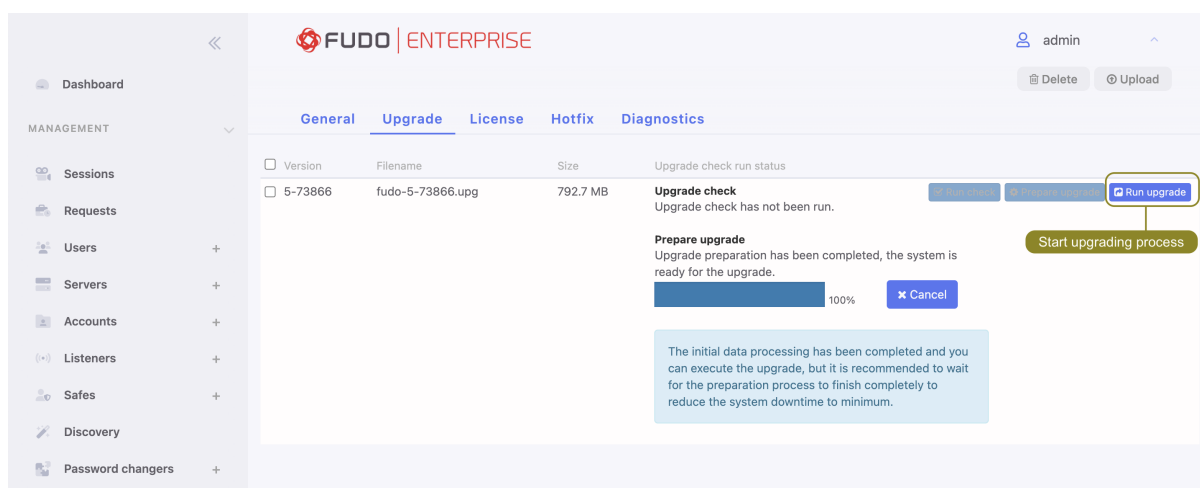 FUDO ENTERPRISE
admin
Delete
Upload
Dashboard
MANAGEMENT
General Upgrade License Hotfix Diagnostics
Version Filename Size Upgrade check run status
Sessions
5-73866 fudo-5-73866.upg 792.7 MB Upgrade check Run check Prepare upgrade Run upgrade
Upgrade check has not been run.
Requests
Prepare upgrade
Start upgrading process
Users +
Upgrade preparation has been completed, the system is
ready for the upgrade.
Servers +
100% Cancel
Accounts +
The initial data processing has been completed and you
Listeners +
can execute the upgrade, but it is recommended to wait
for the preparation process to finish completely to
Safes +
reduce the system downtime to minimum.
Discovery
Password changers +